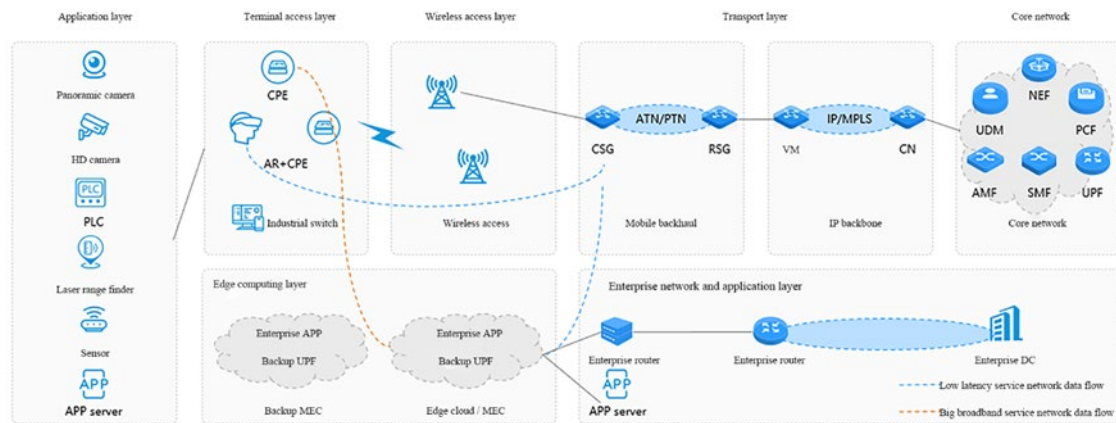 Application layer
Terminal access layer
Wireless access layer
Transport layer
Core network
Panoramic camera
HD camera
PLC
PLC
Laser range finder
Sensor
APP
APP server
CPE
AR+CPE
Industrial switch
Wireless access
ATN/PTN
CSG
RSG
Mobile backhaul
IP/MPLS
VM
CN
IP backbone
NEF
UDM
PCF
AMF
SMF
UPF
Core network
Edge computing layer
Enterprise APP
Backup UPF
Backup MEC
Enterprise APP
Backup UPF
Edge cloud / MEC
Enterprise network and application layer
Enterprise router
Enterprise router
Enterprise DC
APP
APP server
Low latency service network data flow
Big broadband service network data flow